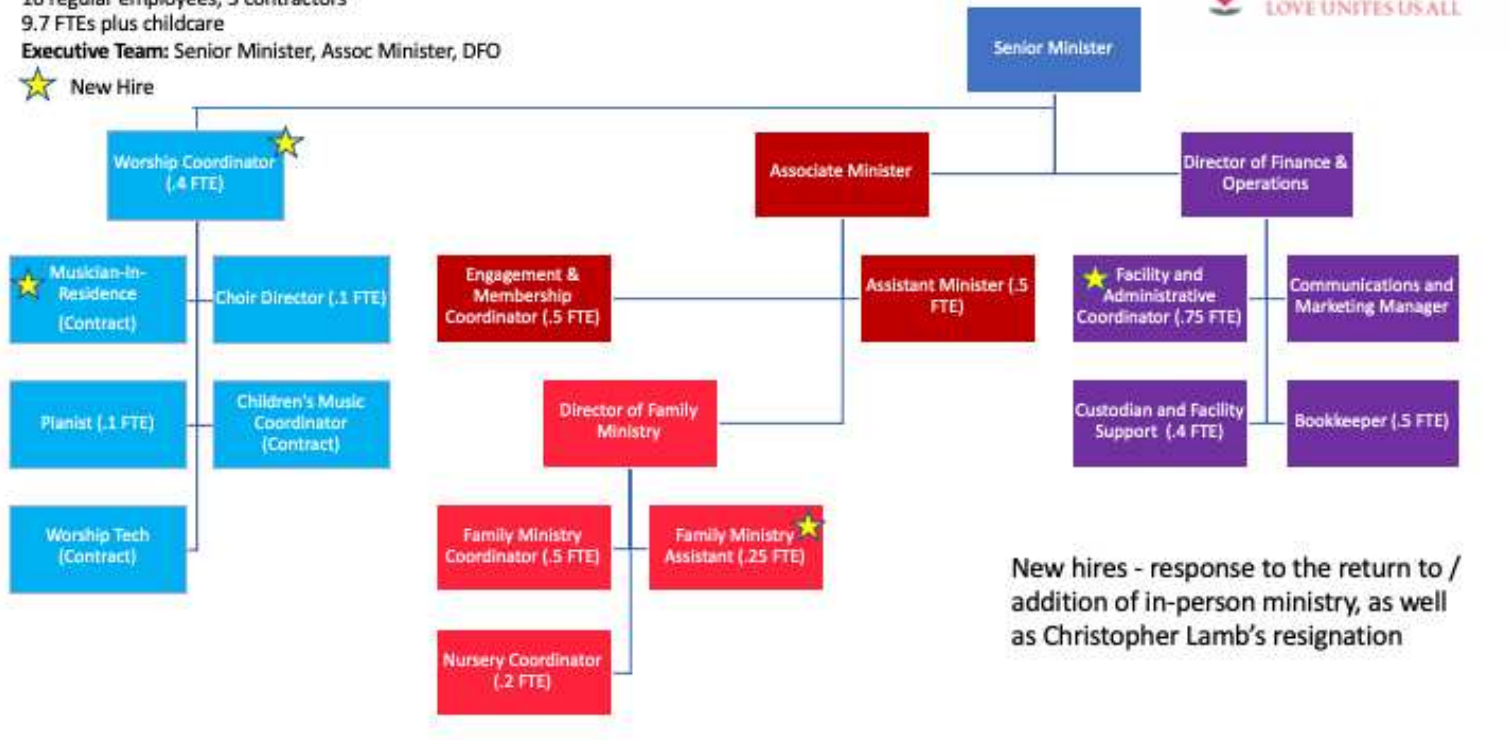 9.7 FTEs plus childcare
Executive Team: Senior Minister, Assoc Minister, DFO
New Hire
LOVE UNITES US ALL
Senior Minister
Worship Coordinator
(.4 FTE)
Associate Minister
Director of Finance &
Operations
Musician-In-
Residence
(Contract)
Choir Director (.1 FTE)
Engagement &
Membership
Coordinator (.5 FTE)
Assistant Minister (.5
FTE)
Facility and
Administrative
Coordinator (.75 FTE)
Communications and
Marketing Manager
Pianist (.1 FTE)
Children's Music
Coordinator
(Contract)
Director of Family
Ministry
Custodian and Facility
Support (.4 FTE)
Bookkeeper (.5 FTE)
Worship Tech
(Contract)
Family Ministry
Coordinator (.5 FTE)
Family Ministry
Assistant (.25 FTE)
Nursery Coordinator
(.2 FTE)
New hires - response to the return to /
addition of in-person ministry, as well
as Christopher Lamb's resignation